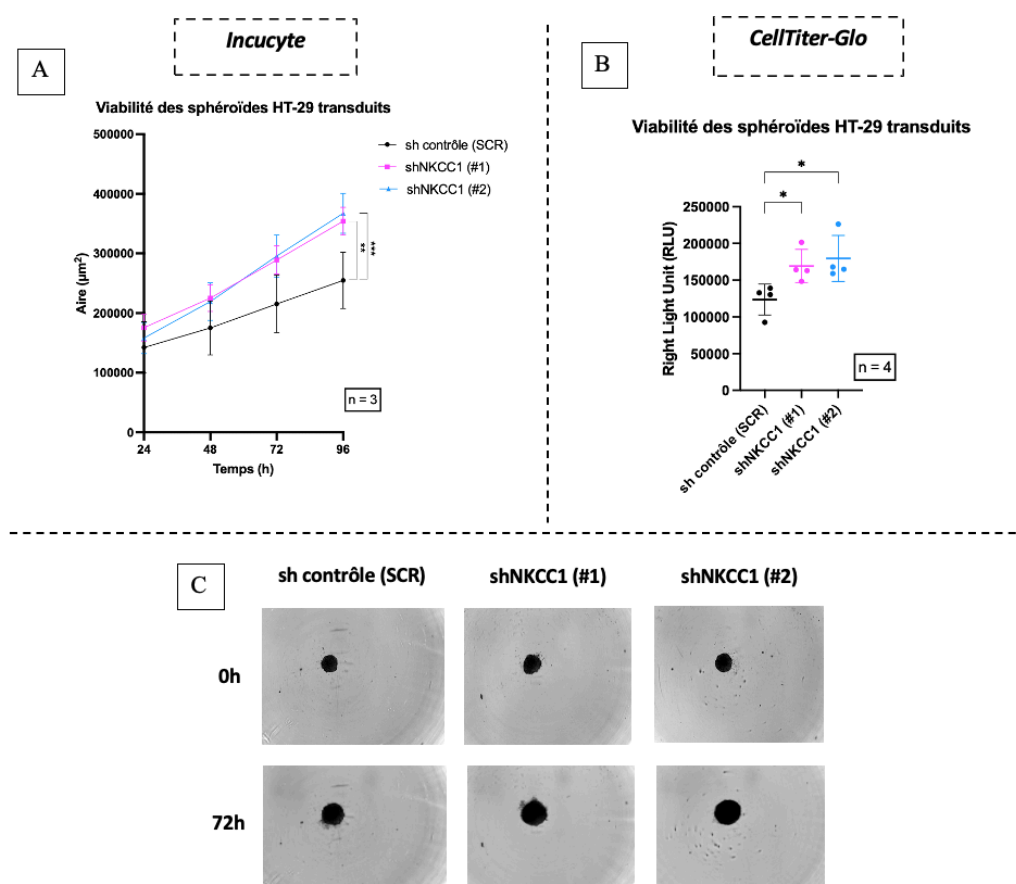 Incucyte
A
Viabilité des sphéroïdes HT-29 transduits
500000
400000
300000
200000
100000
0
Aire (µm²)
24
48
72
96
Temps (h)
sh contrôle (SCR)
shNKCC1 (#1)
shNKCC1 (#2)
**
***
n = 3
CellTiter-Glo
B
Viabilité des sphéroïdes HT-29 transduits
*
*
250000
200000
150000
100000
50000
0
Right Light Unit (RLU)
n = 4
sh contrôle (SCR)
shNKCC1 (#1)
shNKCC1 (#2)
C
sh contrôle (SCR)
shNKCC1 (#1)
shNKCC1 (#2)
0h
72h